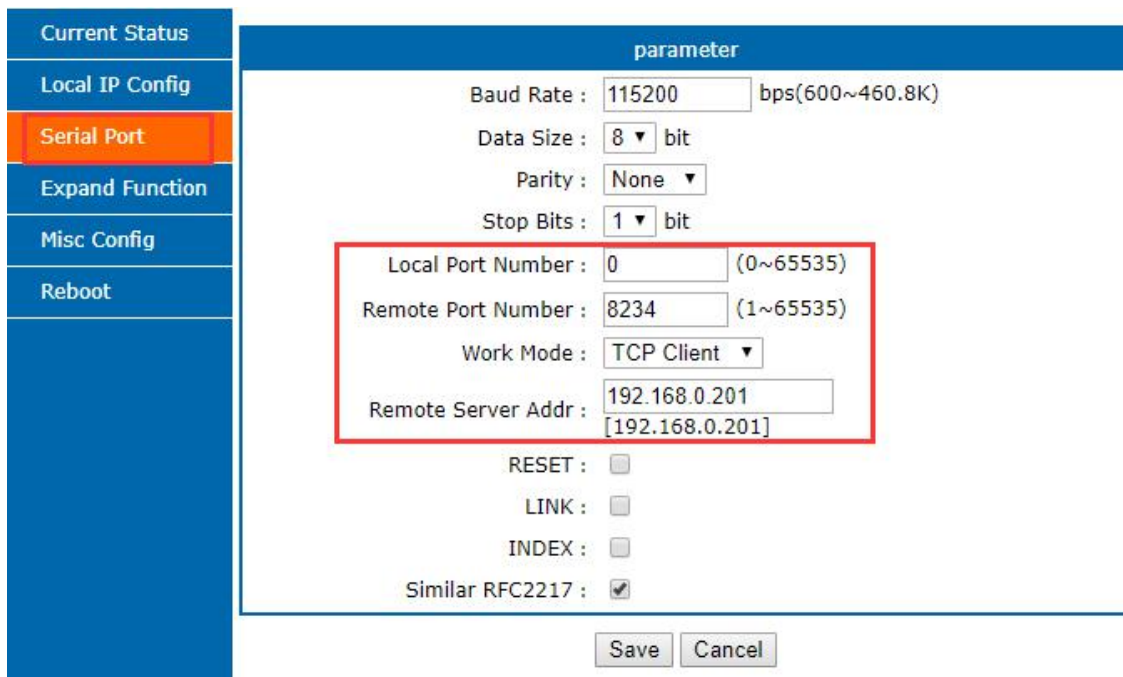 Current Status
Local IP Config
Serial Port
Expand Function
Misc Config
Reboot
parameter
Baud Rate : 115200 bps(600~460.8K)
Data Size : 8 bit
Parity : None
Stop Bits : 1 bit
Local Port Number : 0 (0~65535)
Remote Port Number : 8234 (1~65535)
Work Mode : TCP Client
Remote Server Addr : 192.168.0.201
[192.168.0.201]
RESET :
LINK :
INDEX :
Similar RFC2217 :
Save Cancel